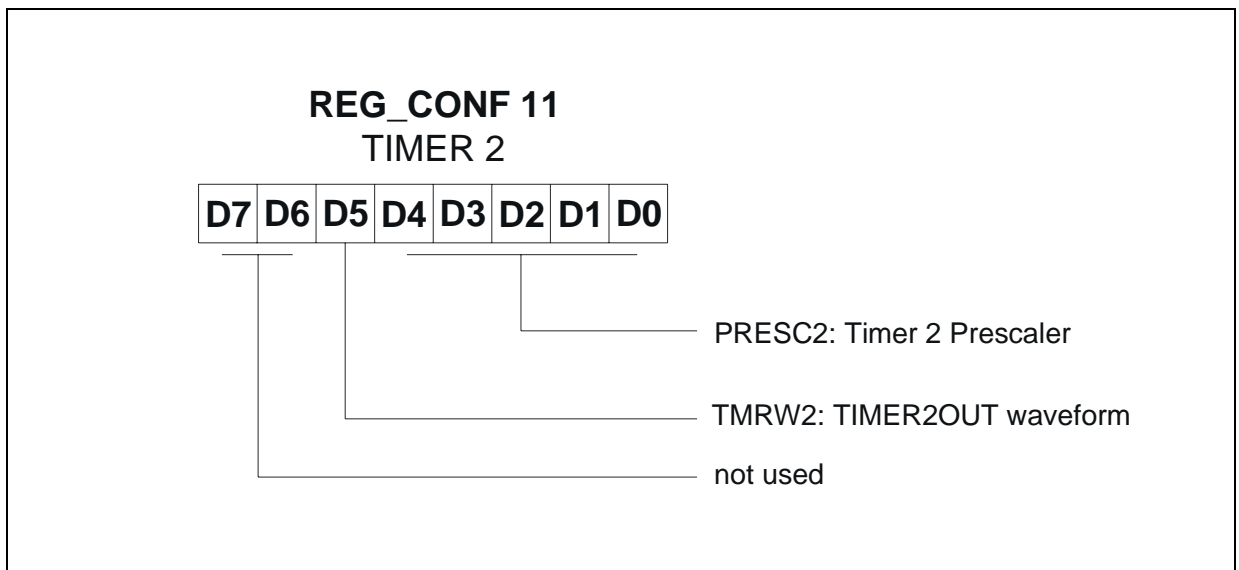 REG_CONF 11
TIMER 2
D7 D6 D5 D4 D3 D2 D1 D0
PRESC2: Timer 2 Prescaler
TMRW2: TIMER2OUT waveform
not used